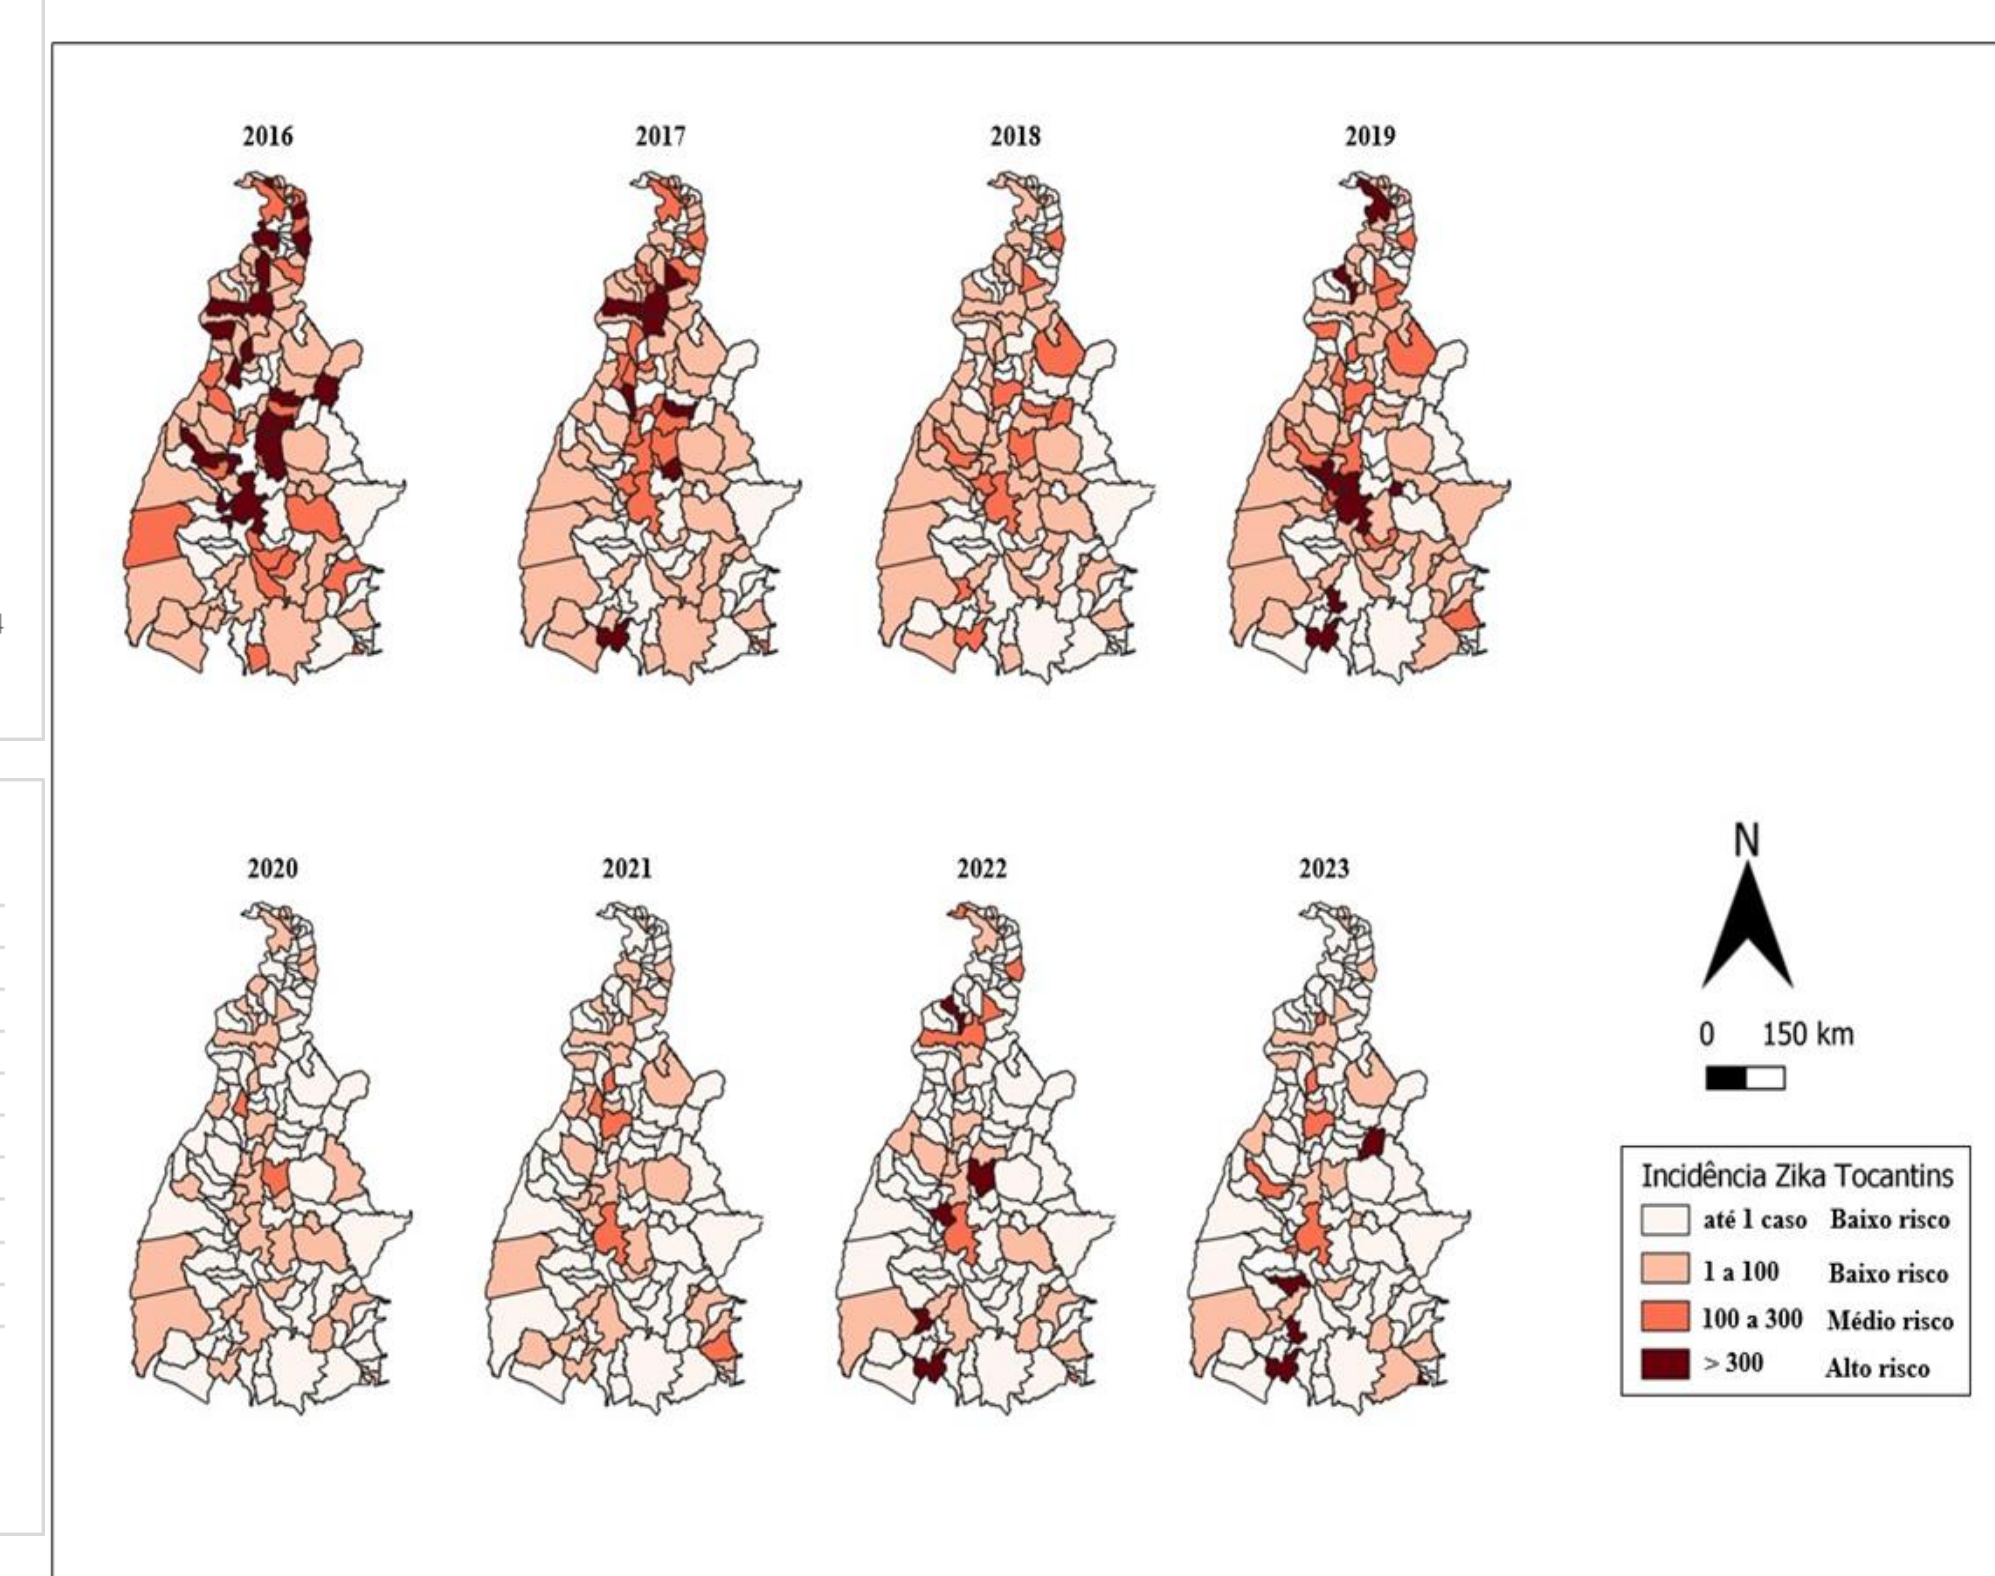 2016
2017
2018
2019
2020
2021
2022
2023
N
0 150 km
Incidência Zika Tocantins
até 1 caso Baixo risco
1 a 100 Baixo risco
100 a 300 Médio risco
> 300 Alto risco